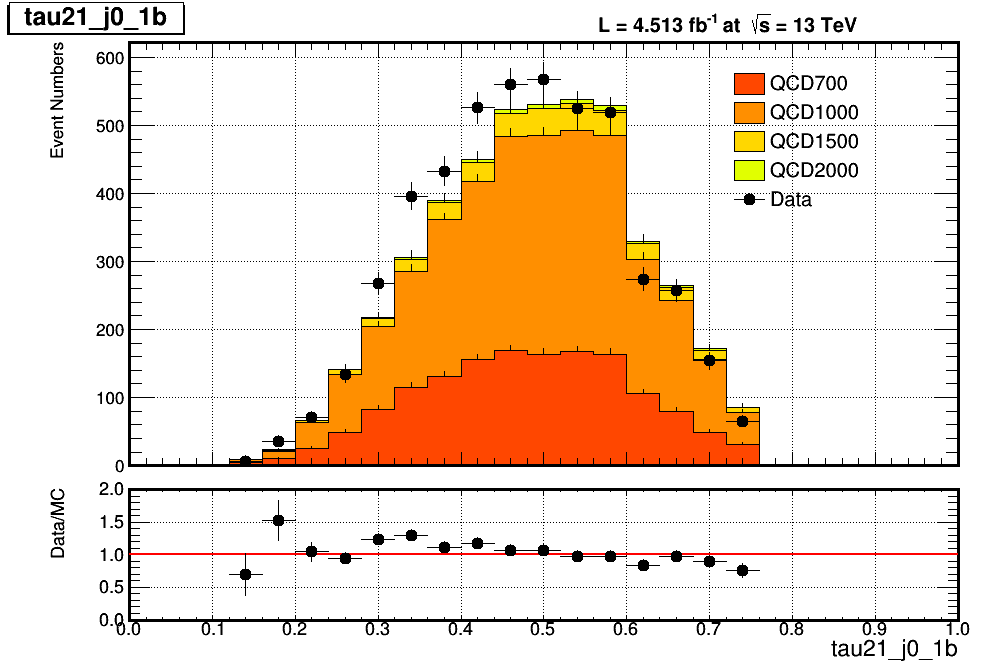 tau21_j0_1b
L = 4.513 fb⁻¹ at √s = 13 TeV
Event Numbers
600
500
400
300
200
100
0
QCD700
QCD1000
QCD1500
QCD2000
Data
Data/MC
2.0
1.5
1.0
0.5
0.0
0.0 0.1 0.2 0.3 0.4 0.5 0.6 0.7 0.8 0.9 1.0
tau21_j0_1b